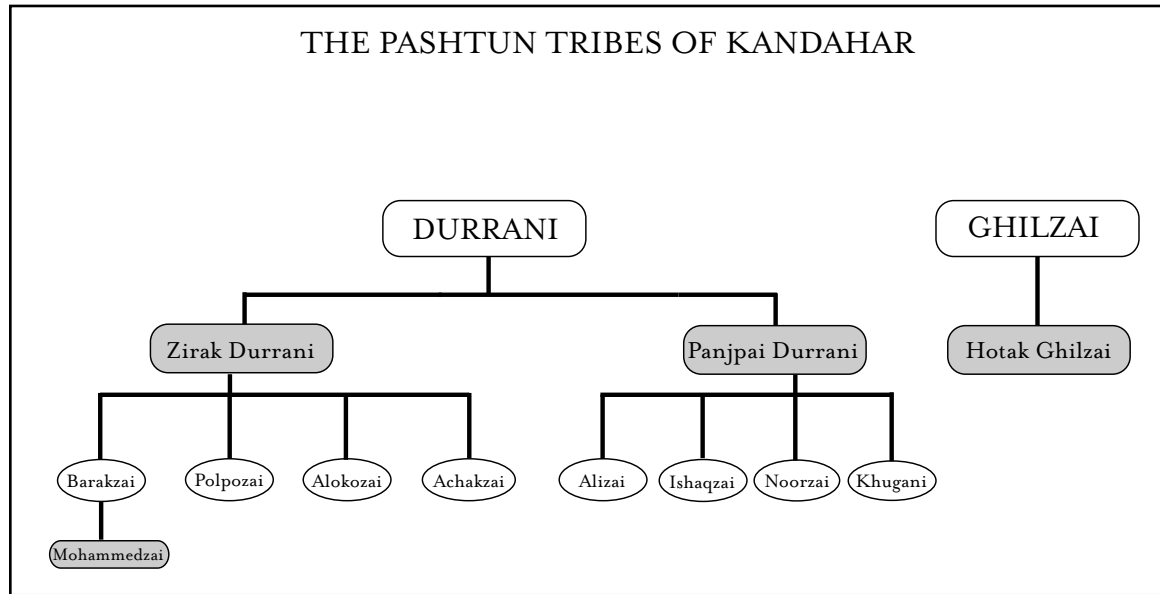 THE PASHTUN TRIBES OF KANDAHAR
DURRANI
GHILZAI
Zirak Durrani
Panjpai Durrani
Hotak Ghilzai
Barakzai
Polpozai
Alokozai
Achakzai
Alizai
Ishaqzai
Noorzai
Khugani
Mohammedzai